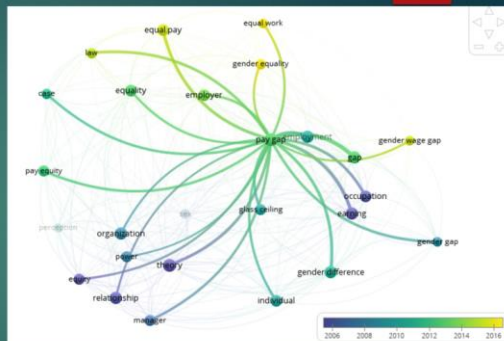 equal pay
equal work
law
gender equality
case
equality
employer
pay gap
gender wage gap
gap
pay equity
occupation
glass ceiling
earning
perception
organization
gender gap
power
theory
gender difference
equity
relationship
individual
manager
2006 2008 2010 2012 2014 2016